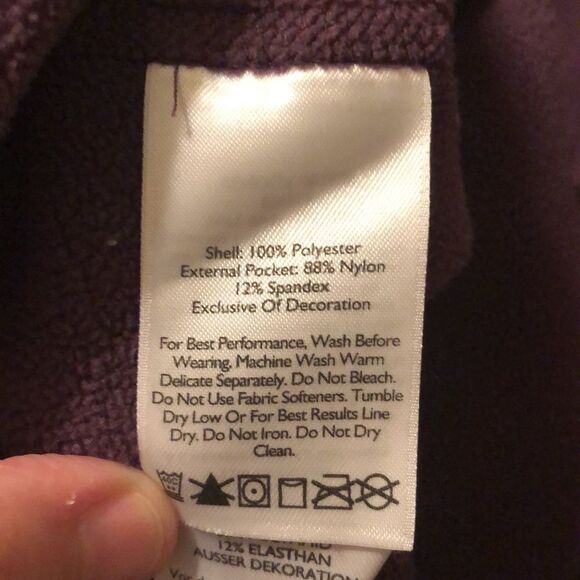 Shell: 100% Polyester
External Pocket: 88% Nylon
12% Spandex
Exclusive Of Decoration
For Best Performance, Wash Before
Wearing. Machine Wash Warm
Delicate Separately. Do Not Bleach.
Do Not Use Fabric Softeners. Tumble
Dry Low Or For Best Results Line
Dry. Do Not Iron. Do Not Dry
Clean.
12% ELASTHAN
AUSSER DEKORATION